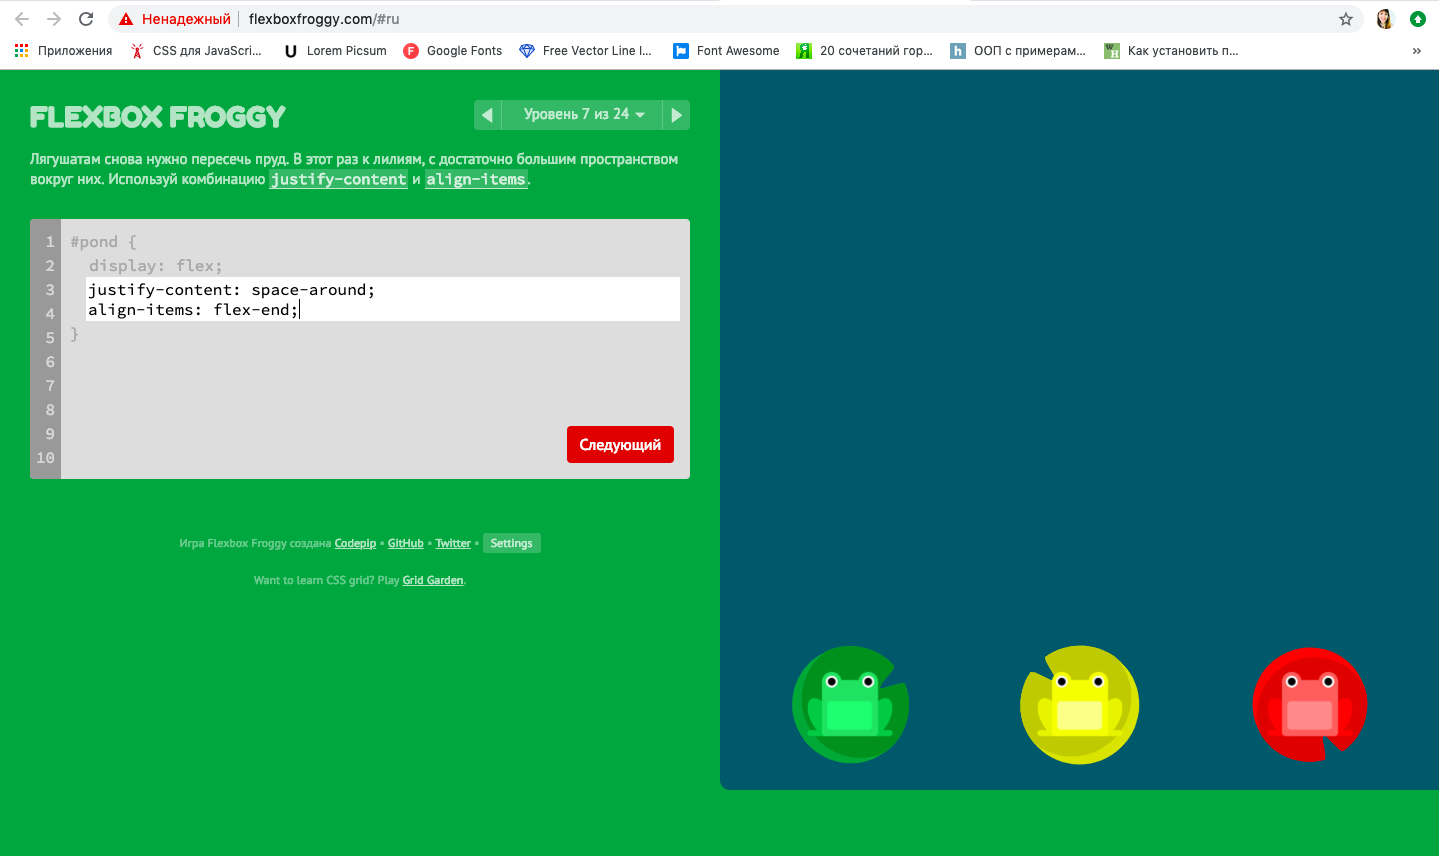 Ненадежный flexboxfroggy.com/#ru
Приложения CSS для JavaScri... Lorem Picsum Google Fonts Free Vector Line I... Font Awesome 20 сочетаний гор... ООП с примерам... Как установить п... »
FLEXBOX FROGGY
Уровень 7 из 24
Лягушатам снова нужно пересечь пруд. В этот раз к лилиям, с достаточно большим пространством
вокруг них. Используй комбинацию justify-content и align-items.
1 #pond {
2 display: flex;
3 justify-content: space-around;
4 align-items: flex-end;
5 }
6
7
8
9
10
Следующий
Игра Flexbox Froggy создана Codepip • GitHub • Twitter • Settings
Want to learn CSS grid? Play Grid Garden.